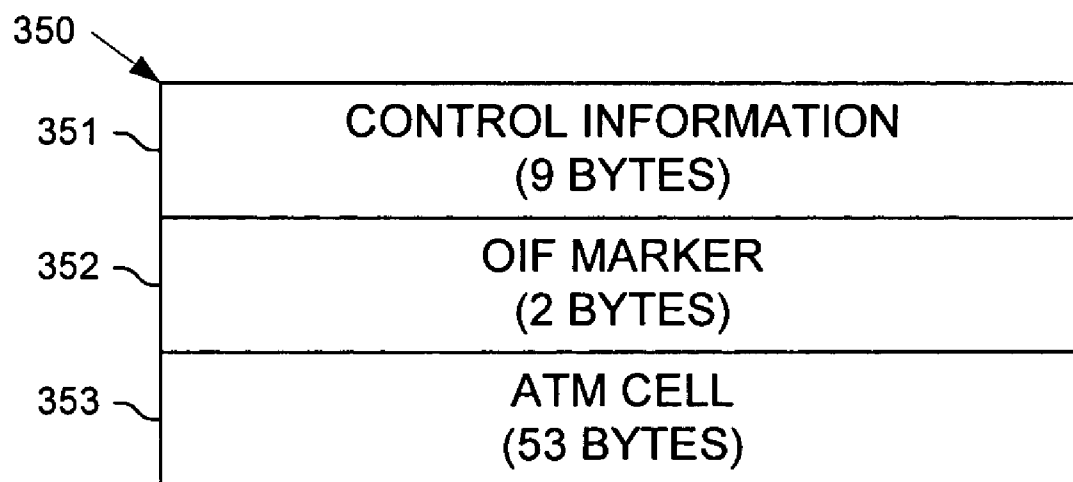 350
351
CONTROL INFORMATION
(9 BYTES)
352
OIF MARKER
(2 BYTES)
353
ATM CELL
(53 BYTES)